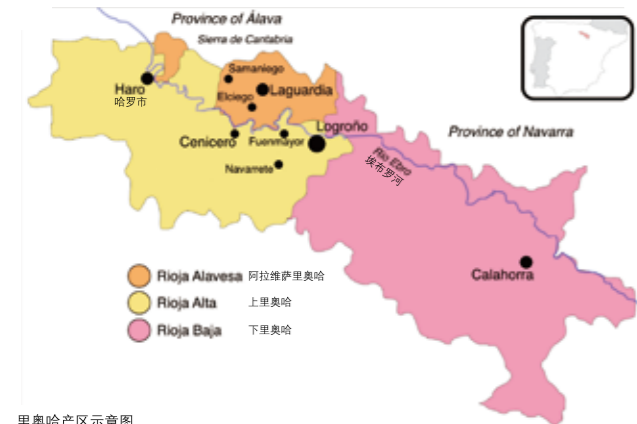 Province of Álava
Sierra de Cantabria
Samaniego
Haro
哈罗市
Laguardia
Elciego
Logroño
Cenicero
Fuenmayor
Province of Navarra
Navarrete
Rio Ebro
埃布罗河
Calahorra
Rioja Alavesa 阿拉维萨里奥哈
Rioja Alta 上里奥哈
Rioja Baja 下里奥哈
里奥哈产区示意图